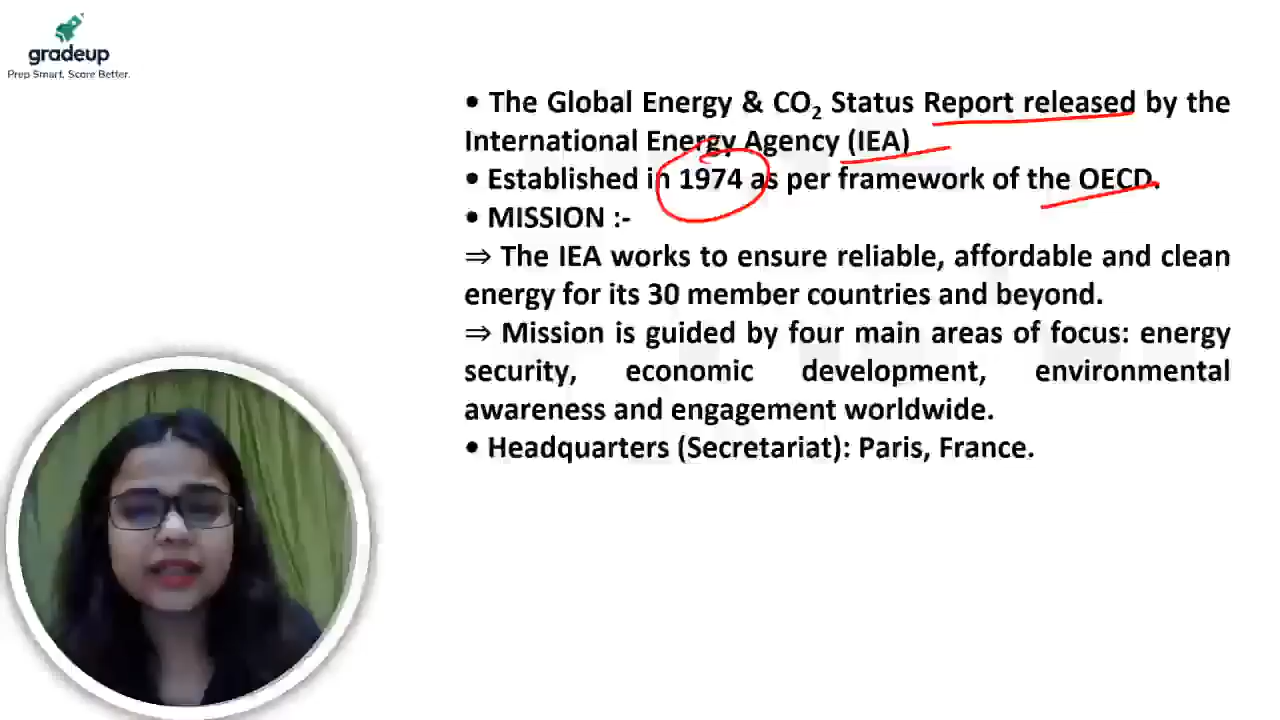 gradeup
Prep Smart, Score Better.
• The Global Energy & CO₂ Status Report released by the
International Energy Agency (IEA)
• Established in 1974 as per framework of the OECD.
• MISSION :-
⇒ The IEA works to ensure reliable, affordable and clean
energy for its 30 member countries and beyond.
⇒ Mission is guided by four main areas of focus: energy
security, economic development, environmental
awareness and engagement worldwide.
• Headquarters (Secretariat): Paris, France.